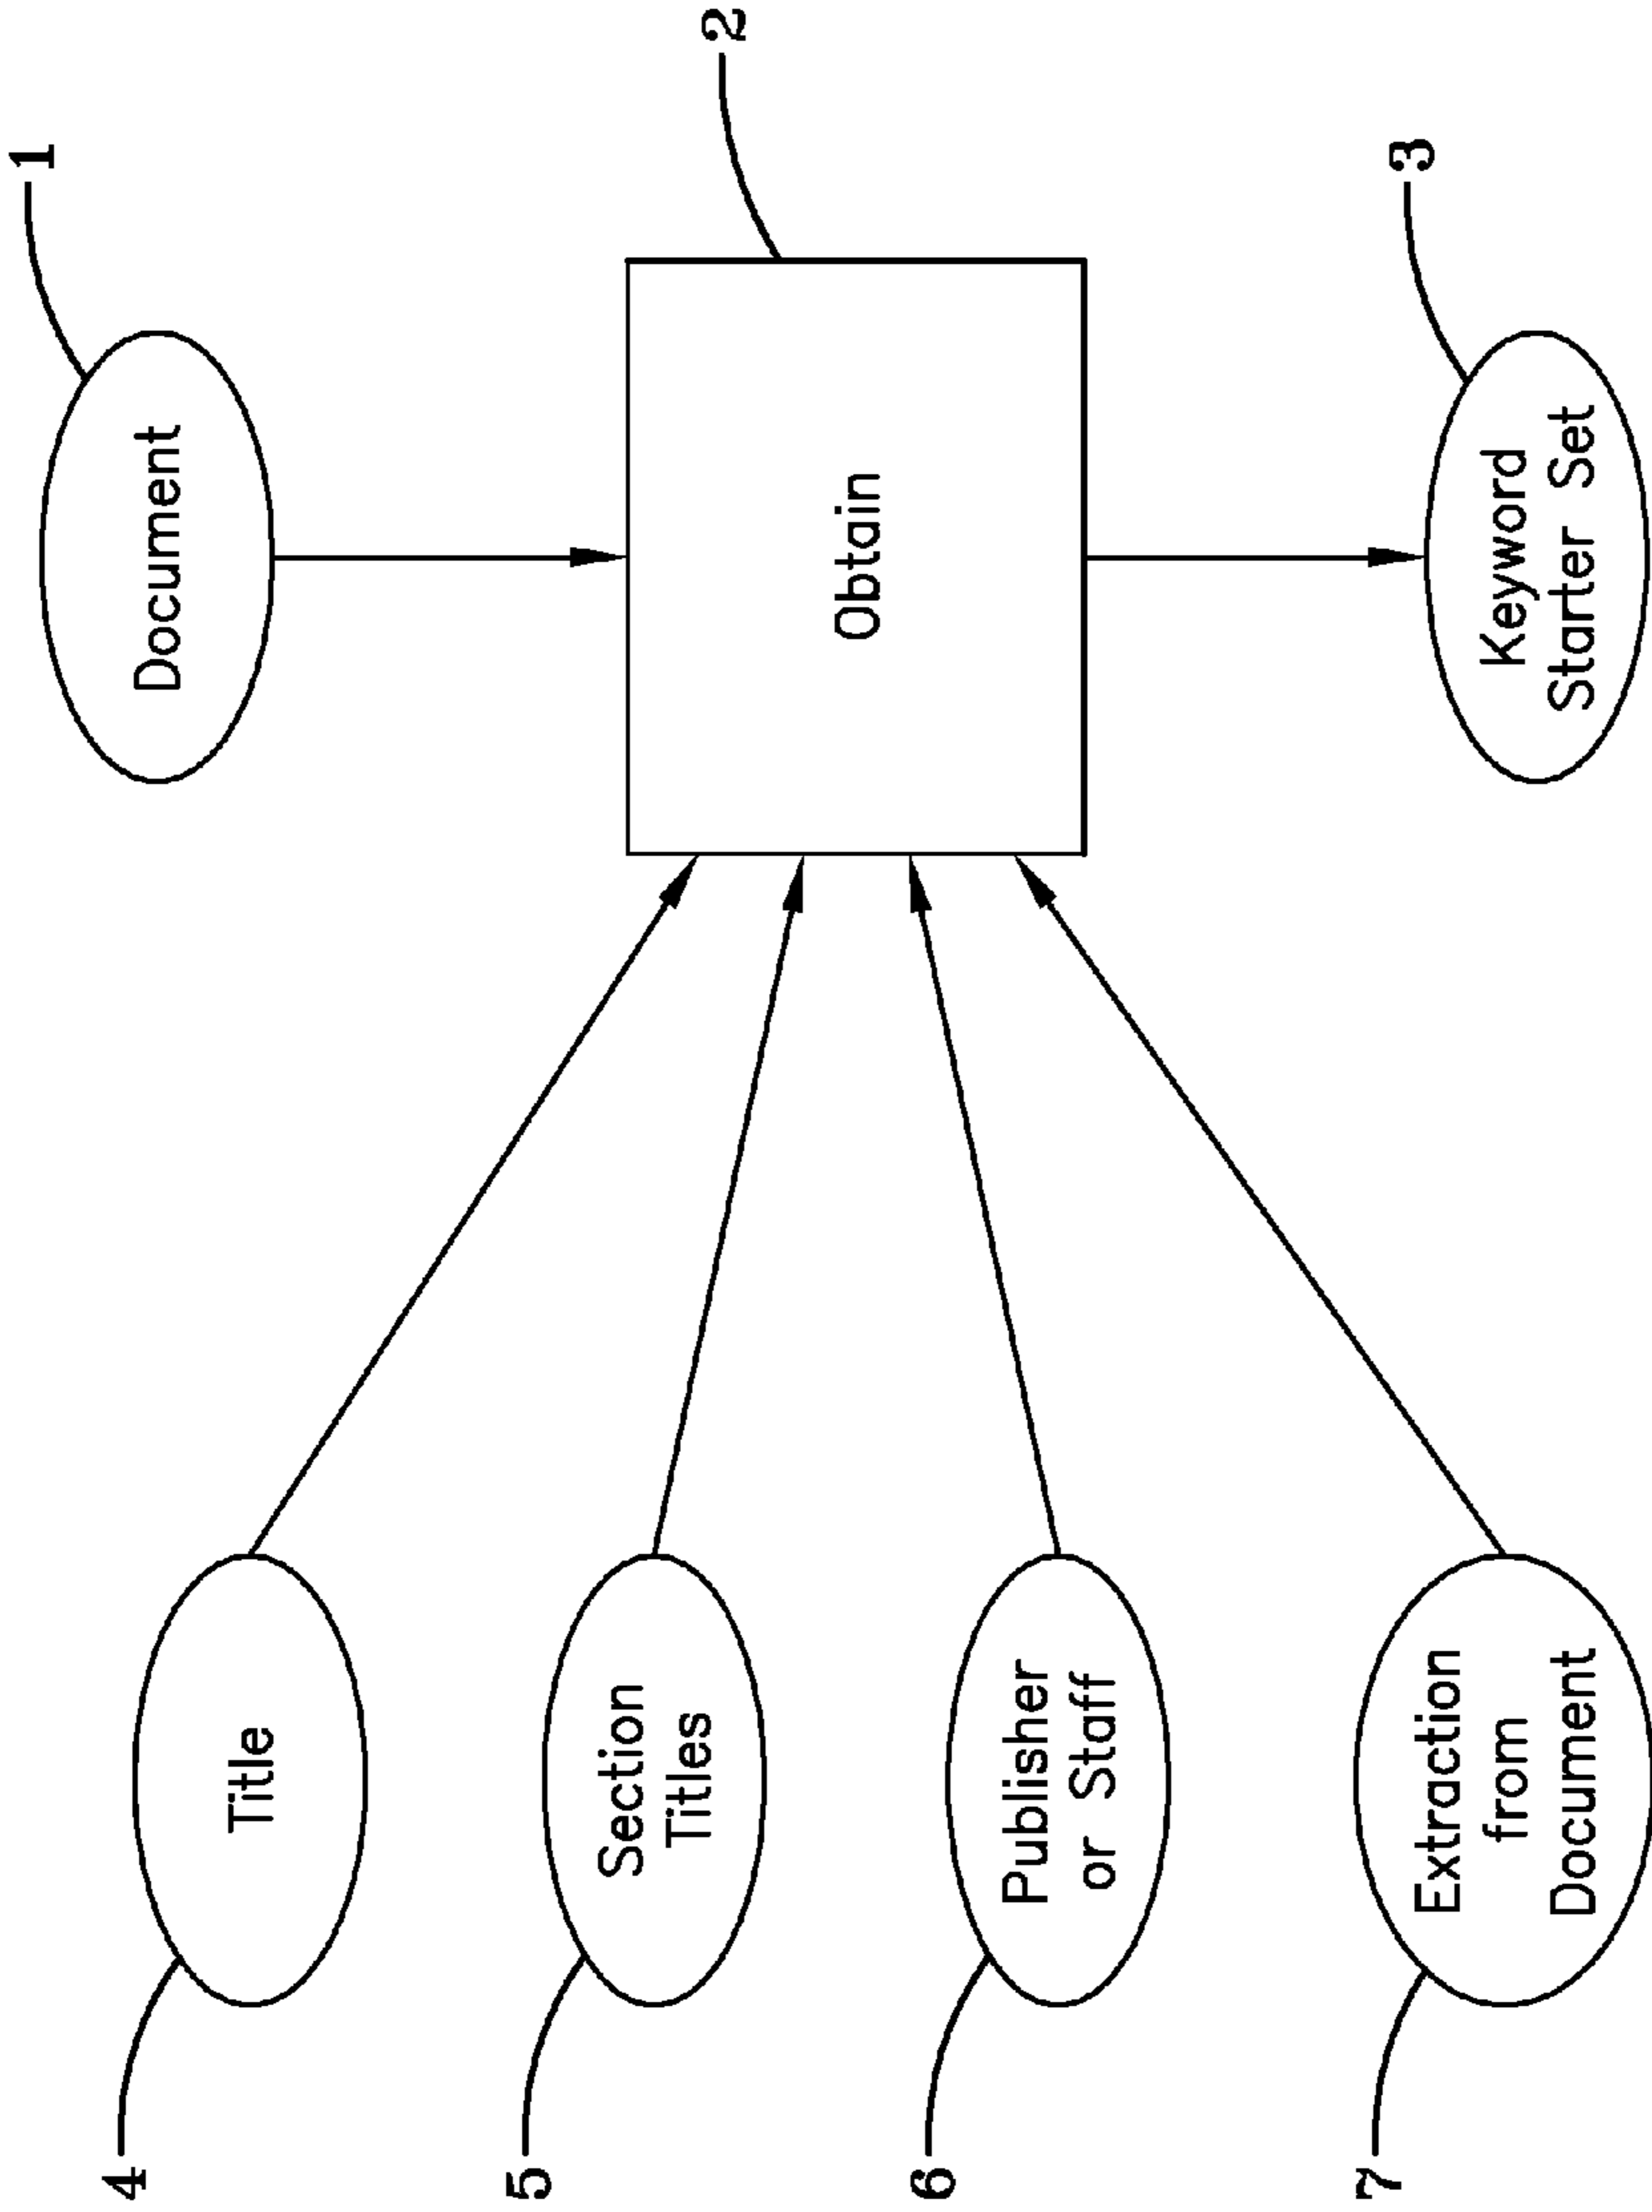 1
Document
2
Obtain
3
Keyword
Starter Set
4
Title
5
Section
Titles
6
Publisher
or Staff
7
Extraction
from
Document